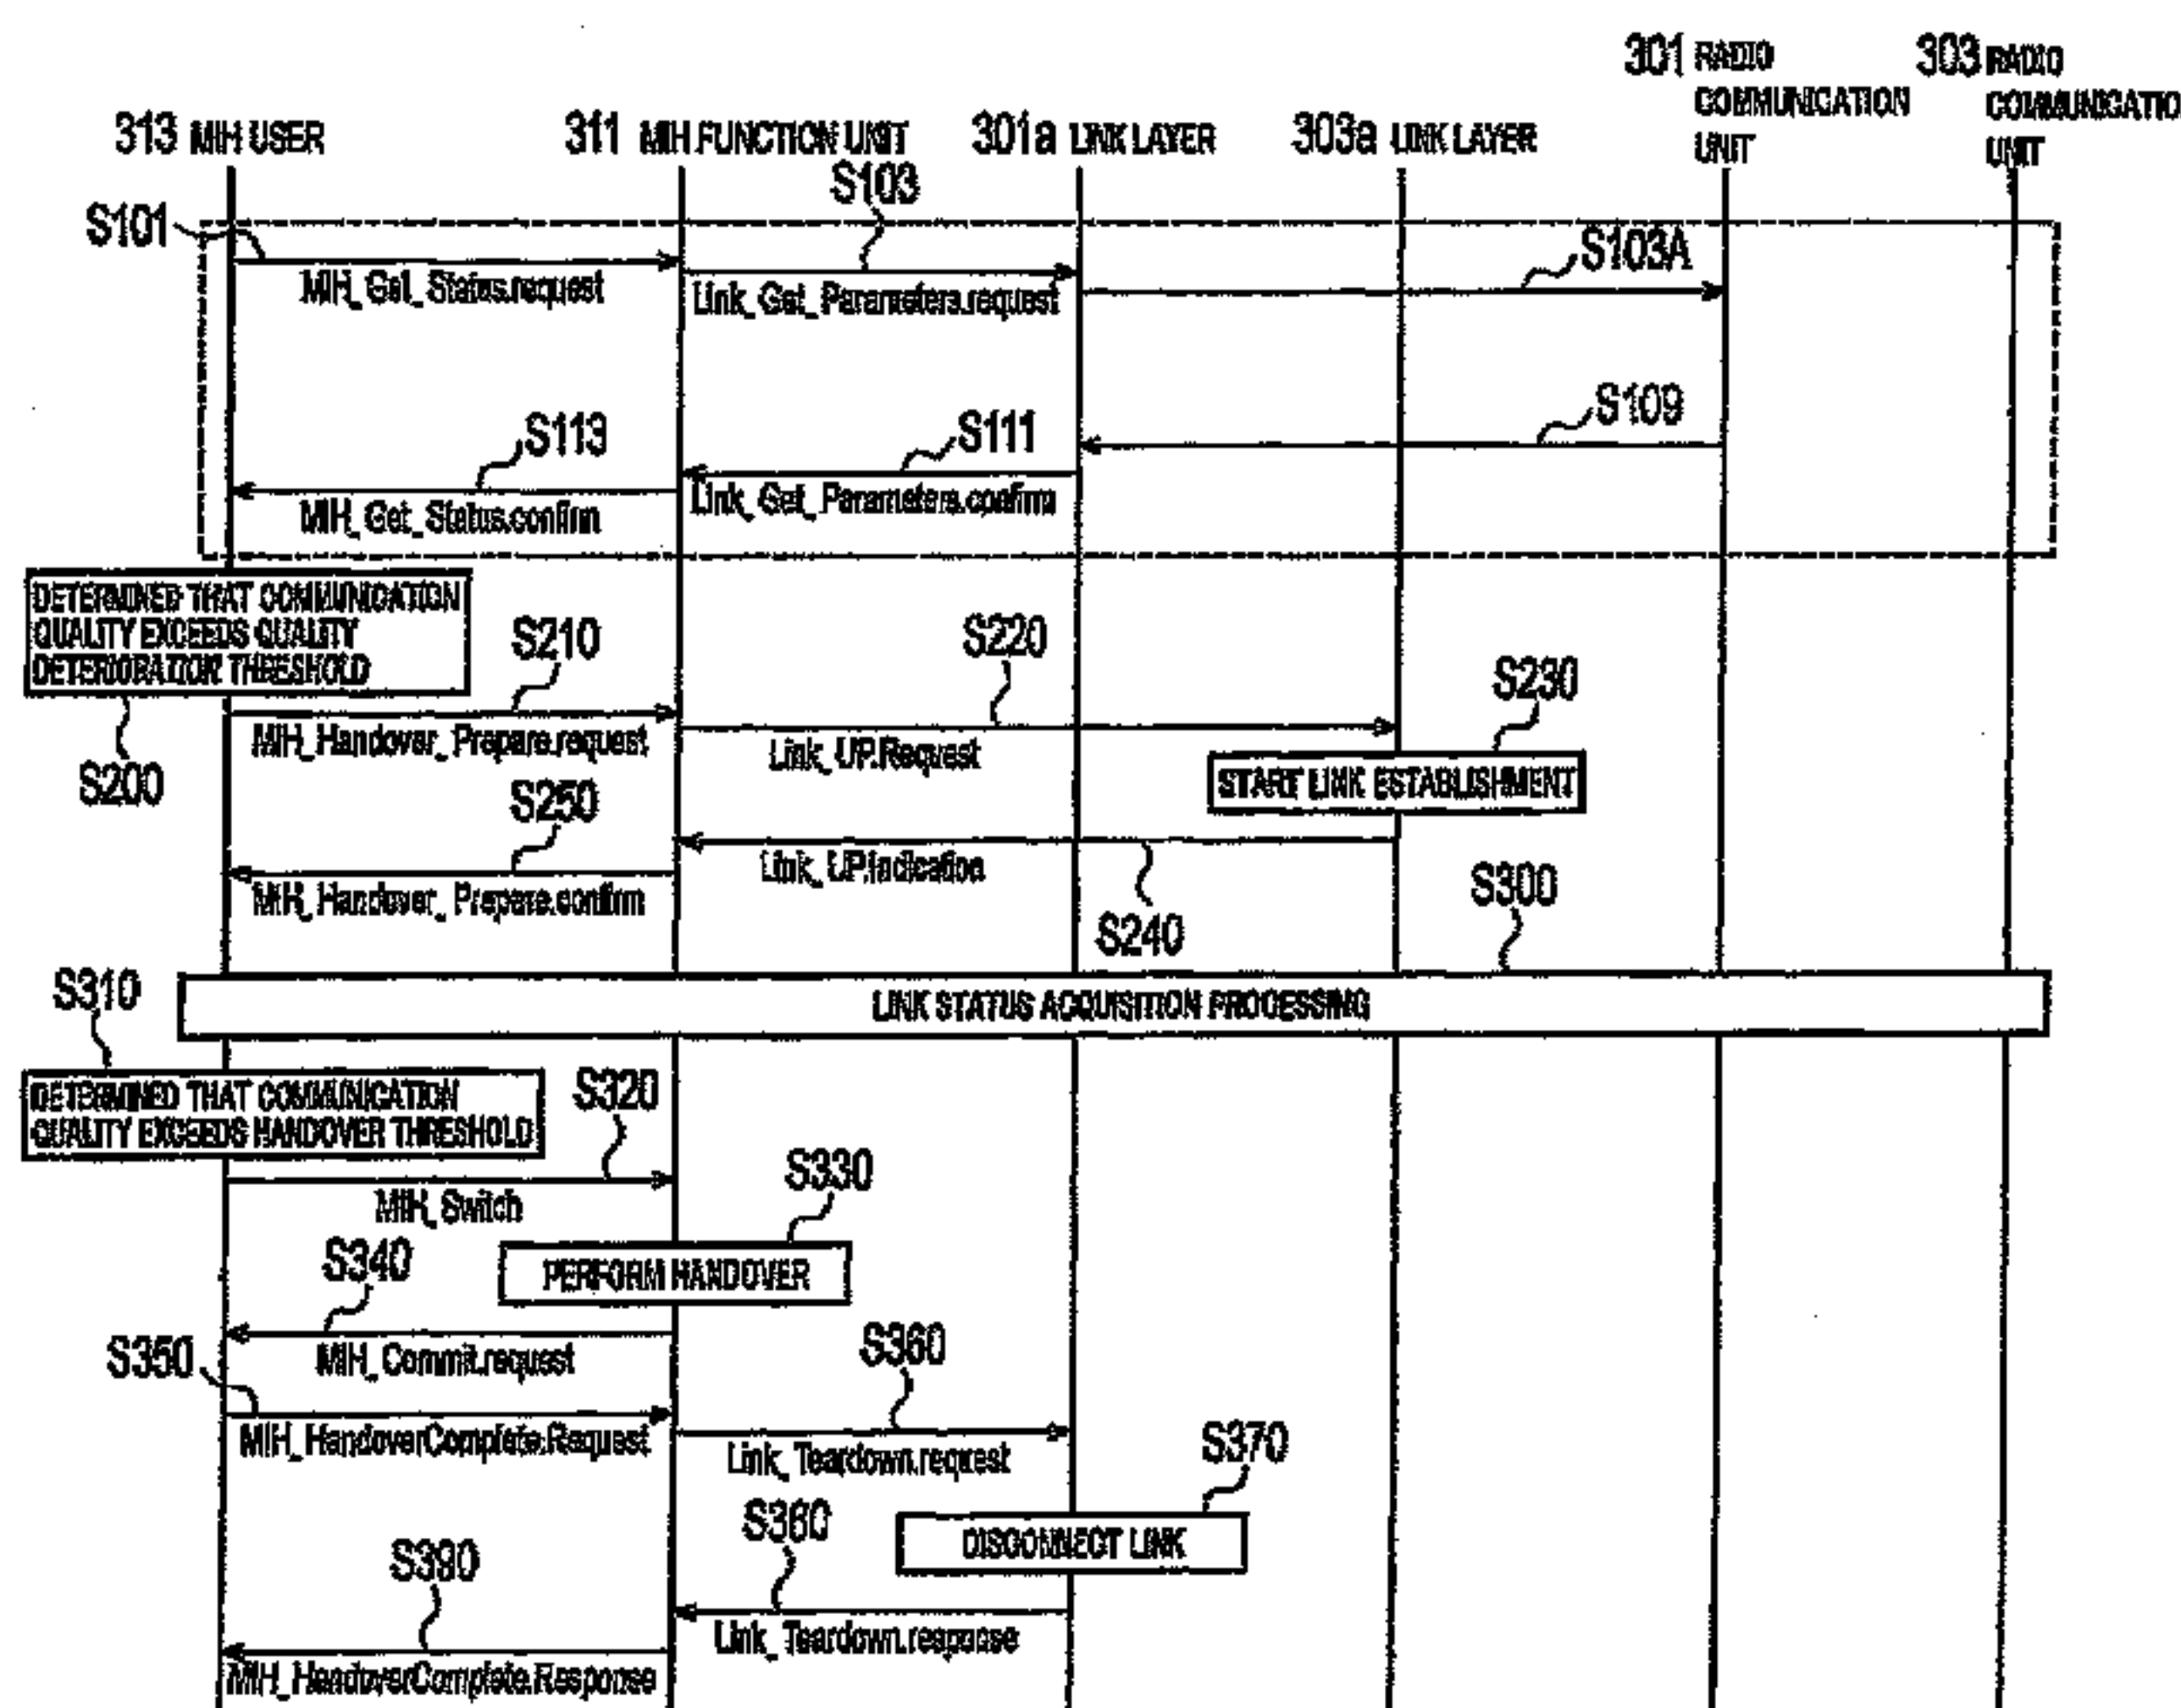 301 RADIO
COMMUNICATION
UNIT
303 RADIO
COMMUNICATIO
UNIT
313 MIH USER
311 MIH FUNCTION UNIT
301a LINK LAYER
303a LINK LAYER
S101
S103
S103A
MIH_Get_Status.request
Link_Get_Parameters.request
S109
S111
S113
Link_Get_Parameters.confirm
MIH_Get_Status.confirm
DETERMINED THAT COMMUNICATION
QUALITY EXCEEDS QUALITY
DETERIORATION THRESHOLD
S200
S210
S220
S230
MIH_Handover_Prepare.request
Link_UP.Request
START LINK ESTABLISHMENT
S250
Link_UP.indication
MIH_Handover_Prepare.confirm
S240
S300
LINK STATUS ACQUISITION PROCESSING
S310
DETERMINED THAT COMMUNICATION
QUALITY EXCEEDS HANDOVER THRESHOLD
S320
MIH_Switch
S330
PERFORM HANDOVER
S340
MIH_Commit.request
S350
S360
MIH_HandoverComplete.Request
Link_Teardown.request
S370
DISCONNECT LINK
Link_Teardown.response
MIH_HandoverComplete.Response